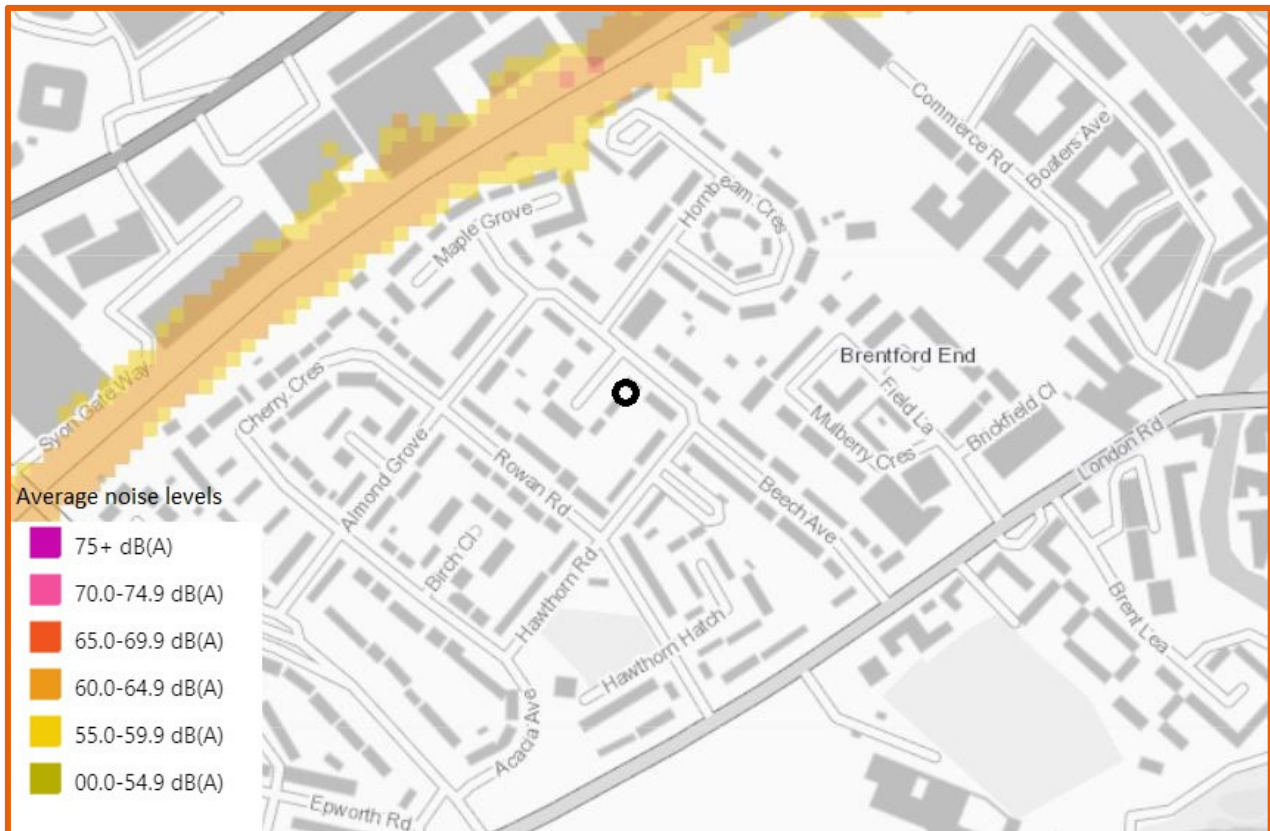 Commerce Rd
Boaters Ave
Hornbeam Cres
Maple Grove
Brentford End
Syon Gate Way
Cherry Cres
Field La
Brickfield Cl
Mulberry Cres
London Rd
Almond Grove
Rowan Rd
Beech Ave
Average noise levels
75+ dB(A)
70.0-74.9 dB(A)
65.0-69.9 dB(A)
60.0-64.9 dB(A)
55.0-59.9 dB(A)
00.0-54.9 dB(A)
Birch Cl
Hawthorn Rd
Brent Lea
Hawthorn Hatch
Acacia Ave
Epworth Rd